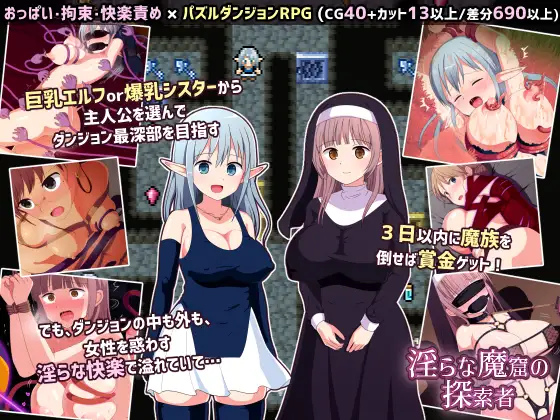 おっぱい・拘束・快楽責め × パズルダンジョンRPG (CG40+カット13以上/差分690以上)
巨乳エルフor爆乳シスターから
主人公を選んで
ダンジョン最深部を目指す
3日以内に魔族を
倒せば賞金ゲット!
でも、ダンジョンの中も外も、
女性を惑わす
淫らな快楽で溢れていて…
淫らな魔窟の
探索者